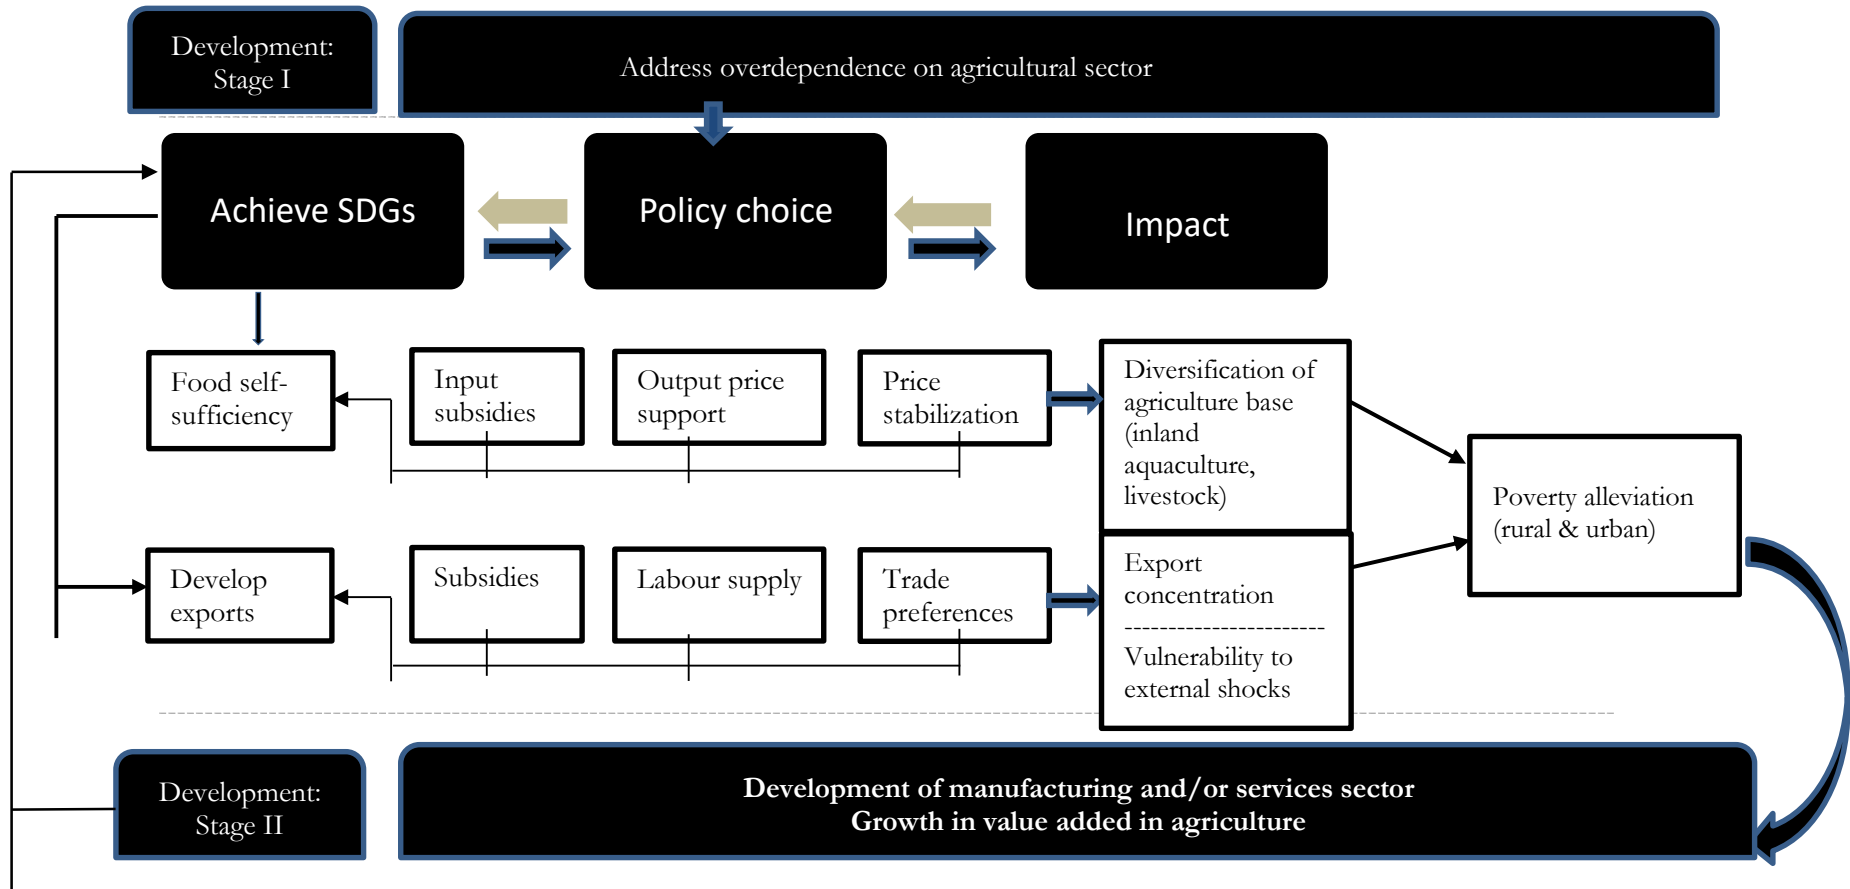 Development:
Stage I
Address overdependence on agricultural sector
Achieve SDGs
Policy choice
Impact
Food self-
sufficiency
Input
subsidies
Output price
support
Price
stabilization
Diversification of
agriculture base
(inland
aquaculture,
livestock)
Poverty alleviation
(rural & urban)
Develop
exports
Subsidies
Labour supply
Trade
preferences
Export
concentration
-----------------------
Vulnerability to
external shocks
Development:
Stage II
Development of manufacturing and/or services sector
Growth in value added in agriculture